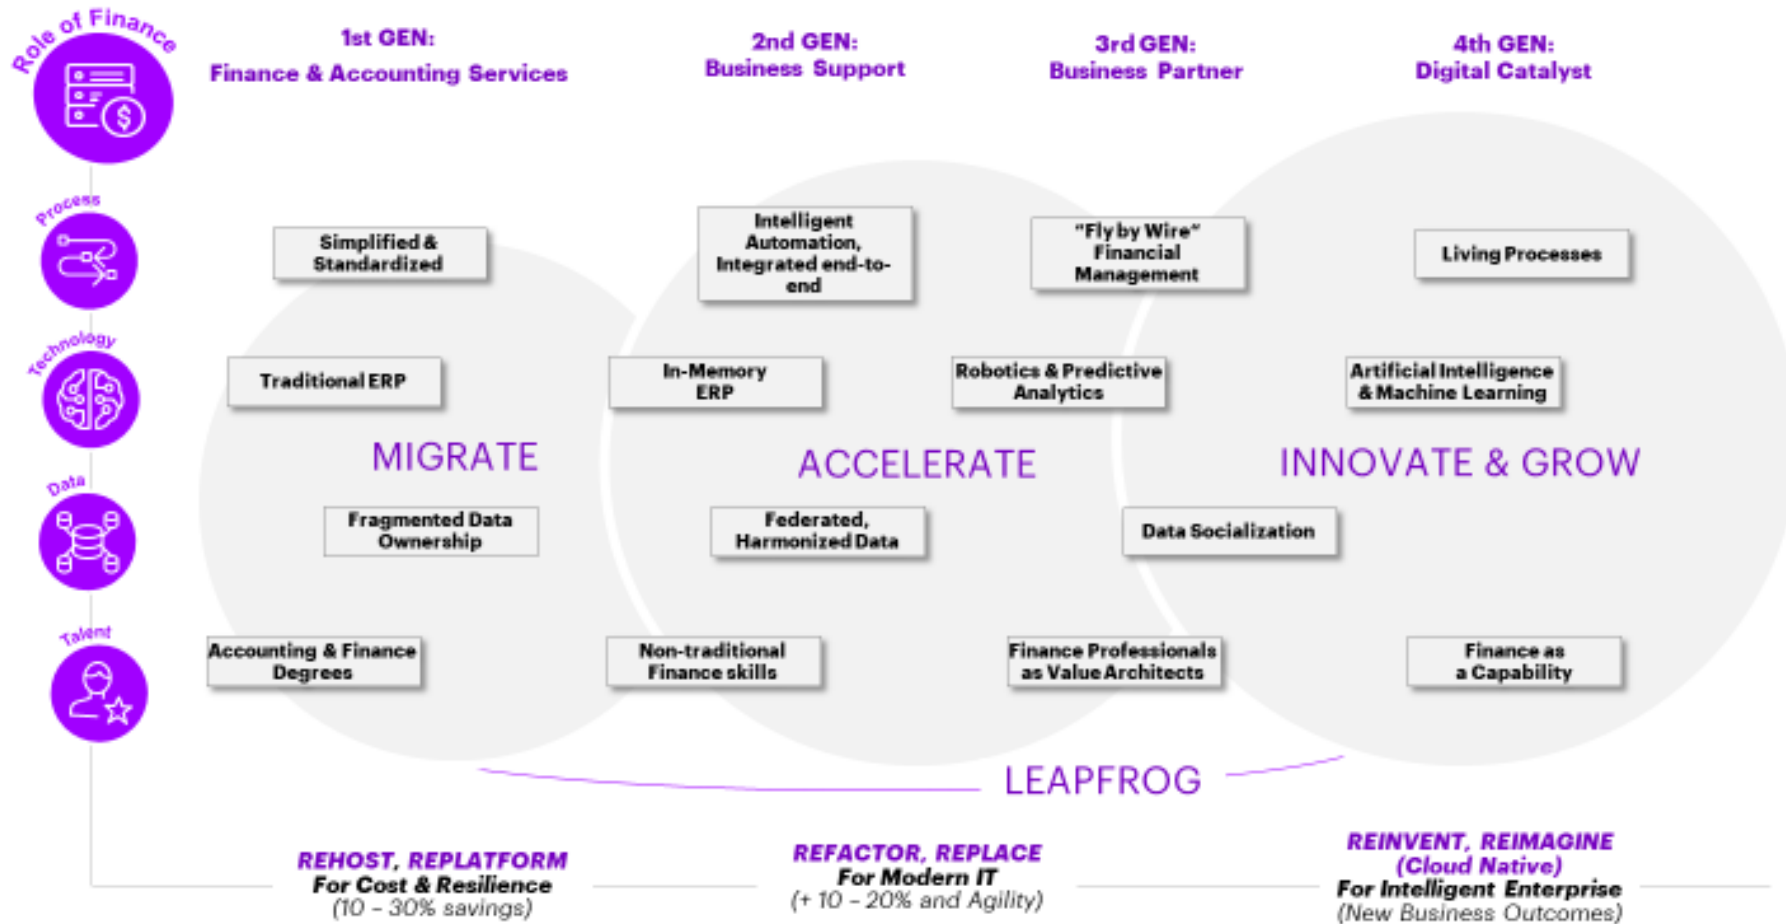 Role of Finance
1st GEN:
Finance & Accounting Services
2nd GEN:
Business Support
3rd GEN:
Business Partner
4th GEN:
Digital Catalyst
Process
Simplified &
Standardized
Intelligent
Automation,
Integrated end-to-
end
"Fly by Wire"
Financial
Management
Living Processes
Technology
Traditional ERP
In-Memory
ERP
Robotics & Predictive
Analytics
Artificial Intelligence
& Machine Learning
MIGRATE
ACCELERATE
INNOVATE & GROW
Data
Fragmented Data
Ownership
Federated,
Harmonized Data
Data Socialization
Talent
Accounting & Finance
Degrees
Non-traditional
Finance skills
Finance Professionals
as Value Architects
Finance as
a Capability
LEAPFROG
REHOST, REPLATFORM
For Cost & Resilience
(10 – 30% savings)
REFACTOR, REPLACE
For Modern IT
(+ 10 – 20% and Agility)
REINVENT, REIMAGINE
(Cloud Native)
For Intelligent Enterprise
(New Business Outcomes)